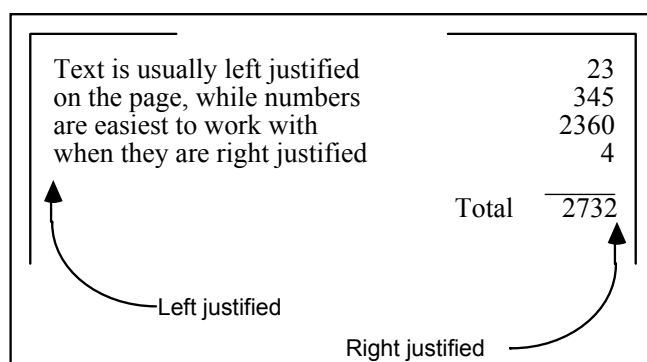 Text is usually left justified 23
on the page, while numbers 345
are easiest to work with 2360
when they are right justified 4
Total 2732
Left justified
Right justified